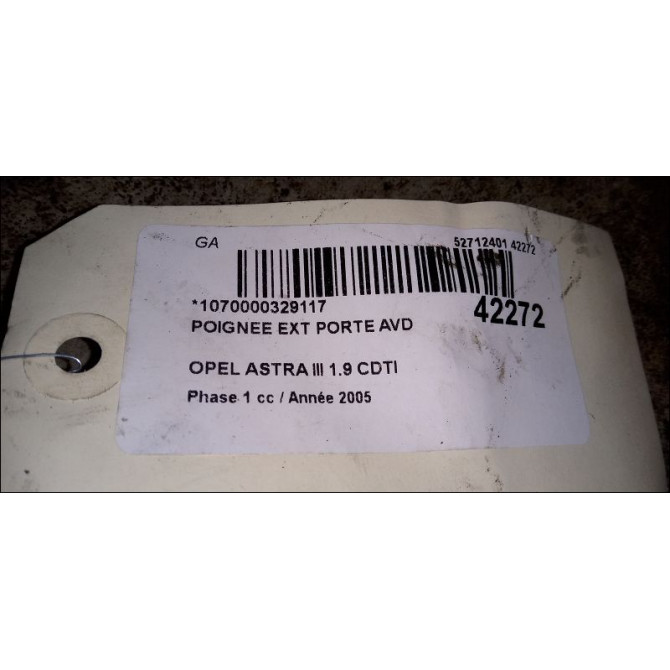 GA
52712401 42272
*1070000329117
42272
POIGNEE EXT PORTE AVD
OPEL ASTRA III 1.9 CDTI
Phase 1 cc / Année 2005